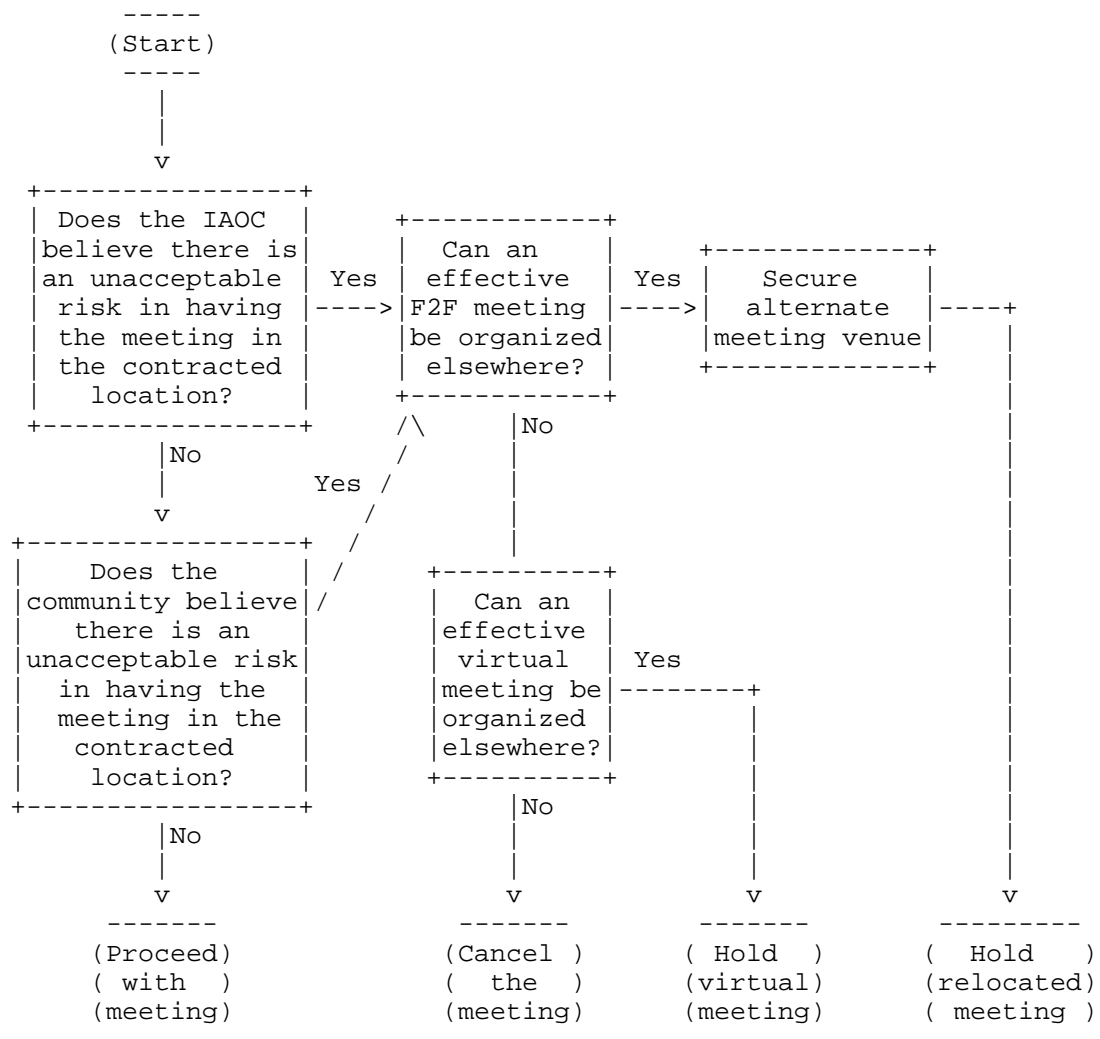 (Start)
Does the IAOC
believe there is
an unacceptable
risk in having
the meeting in
the contracted
location?
Yes
Can an
effective
F2F meeting
be organized
elsewhere?
Yes
Secure
alternate
meeting venue
No
Yes
No
Does the
community believe
there is an
unacceptable risk
in having the
meeting in the
contracted
location?
Can an
effective
virtual
meeting be
organized
elsewhere?
Yes
No
No
(Proceed)
( with )
(meeting)
(Cancel )
( the )
(meeting)
( Hold )
(virtual)
(meeting)
( Hold )
(relocated)
( meeting )